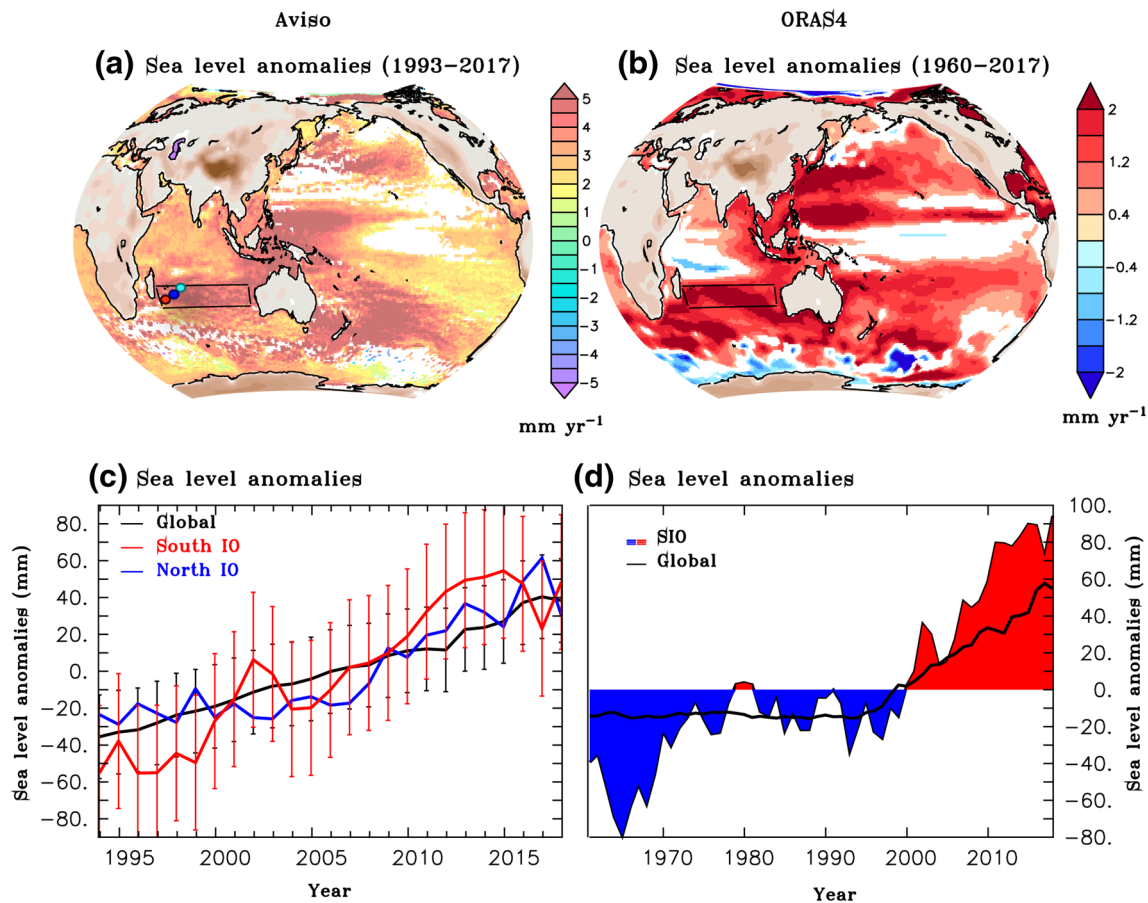 Aviso
ORAS4
(a) Sea level anomalies (1993-2017)
(b) Sea level anomalies (1960-2017)
5
4
3
2
1
0
-1
-2
-3
-4
-5
mm yr⁻¹
2
1.2
0.4
-0.4
-1.2
-2
mm yr⁻¹
(c) Sea level anomalies
Sea level anomalies (mm)
80.
60.
40.
20.
0.
-20.
-40.
-60.
-80.
Global
South IO
North IO
1995 2000 2005 2010 2015
Year
(d) Sea level anomalies
SIO
Global
100.
80.
60.
40.
20.
0.
-20.
-40.
-60.
-80.
Sea level anomalies (mm)
1970 1980 1990 2000 2010
Year